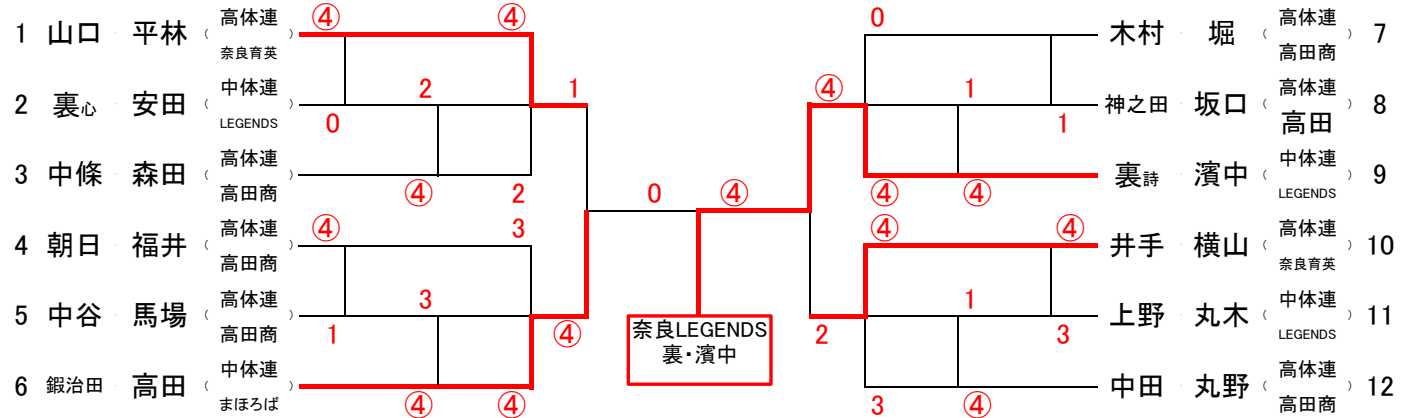 1 山口 平林 ( 高体連 奈良育英 )
④ ④
2 裏心 安田 ( 中体連 LEGENDS )
0 2 1
3 中條 森田 ( 高体連 高田商 )
④ 2
4 朝日 福井 ( 高体連 高田商 )
④ 3
5 中谷 馬場 ( 高体連 高田商 )
1 3 ④
6 鍜治田 高田 ( 中体連 まほろば )
④ ④
0 ④
奈良LEGENDS
裏・濱中
0
木村 堀 ( 高体連 高田商 ) 7
④ 1 1
神之田 坂口 ( 高体連 高田 ) 8
裏詩 濱中 ( 中体連 LEGENDS ) 9
④ ④
④ ④
井手 横山 ( 高体連 奈良育英 ) 10
2 1 3
上野 丸木 ( 中体連 LEGENDS ) 11
中田 丸野 ( 高体連 高田商 ) 12
3 ④